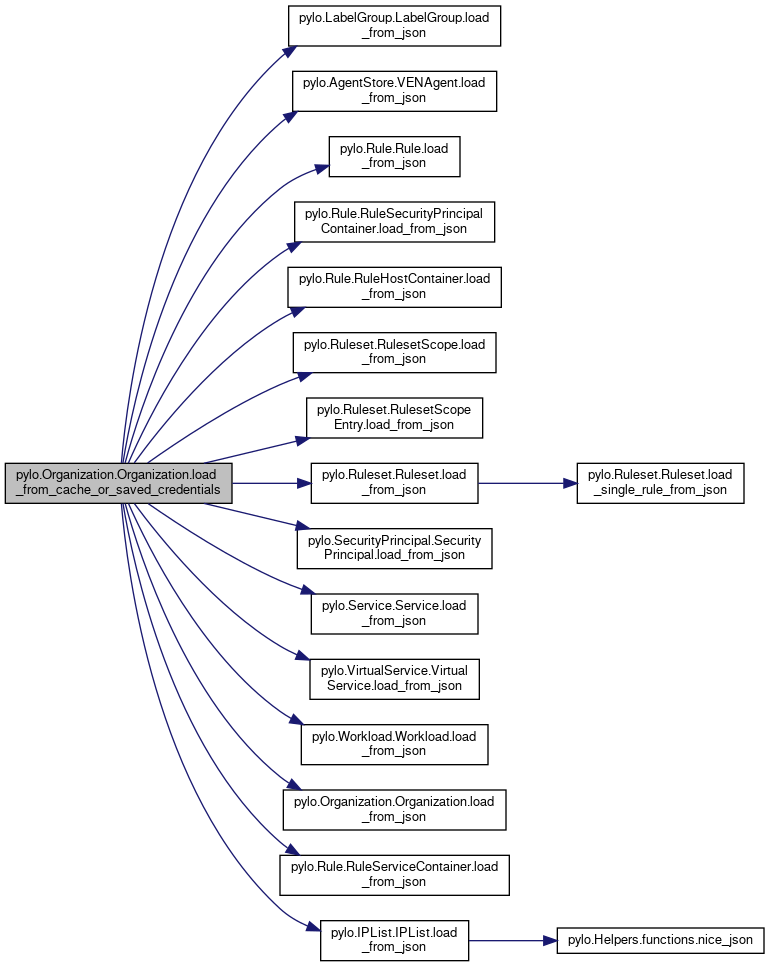 pylo.LabelGroup.LabelGroup.load
_from_json
pylo.AgentStore.VENAgent.load
_from_json
pylo.Rule.Rule.load
_from_json
pylo.Rule.RuleSecurityPrincipal
Container.load_from_json
pylo.Rule.RuleHostContainer.load
_from_json
pylo.Ruleset.RulesetScope.load
_from_json
pylo.Ruleset.RulesetScope
Entry.load_from_json
pylo.Organization.Organization.load
_from_cache_or_saved_credentials
pylo.Ruleset.Ruleset.load
_from_json
pylo.Ruleset.Ruleset.load
_single_rule_from_json
pylo.SecurityPrincipal.Security
Principal.load_from_json
pylo.Service.Service.load
_from_json
pylo.VirtualService.Virtual
Service.load_from_json
pylo.Workload.Workload.load
_from_json
pylo.Organization.Organization.load
_from_json
pylo.Rule.RuleServiceContainer.load
_from_json
pylo.IPList.IPList.load
_from_json
pylo.Helpers.functions.nice_json